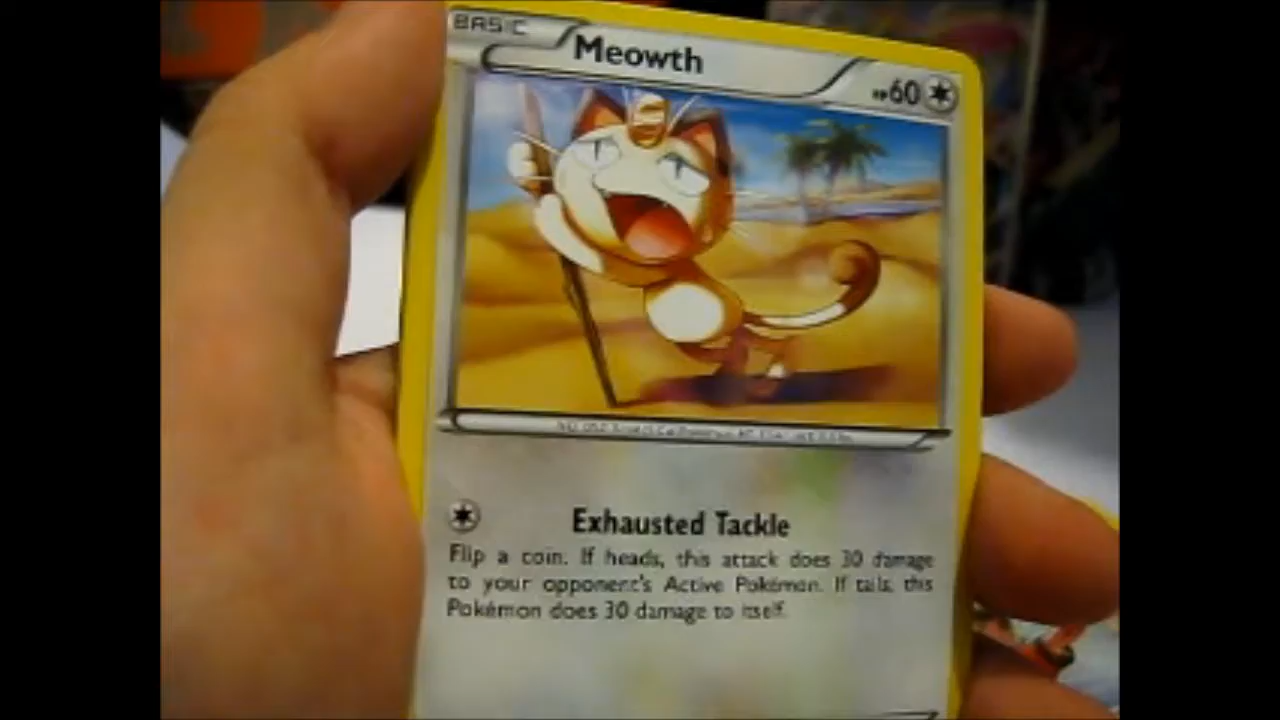 BASIC
Meowth
HP60
Exhausted Tackle
Flip a coin. If heads, this attack does 30 damage
to your opponent's Active Pokémon. If tails, this
Pokémon does 30 damage to itself.